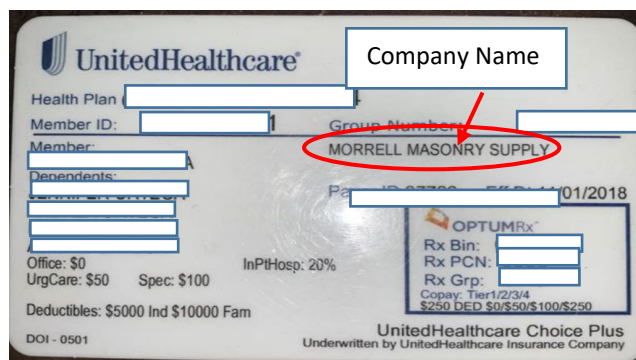 UnitedHealthcare®
Company Name
Health Plan (
Member ID: 1 Group Number:
Member: MORRELL MASONRY SUPPLY
A
Dependents:
11/01/2018
OPTUMRx™
Rx Bin:
Rx PCN:
Rx Grp:
Office: $0 InPtHosp: 20%
UrgCare: $50 Spec: $100
Copay: Tier1/2/3/4
$250 DED $0/$50/$100/$250
Deductibles: $5000 Ind $10000 Fam
UnitedHealthcare Choice Plus
DOI - 0501 Underwritten by UnitedHealthcare Insurance Company